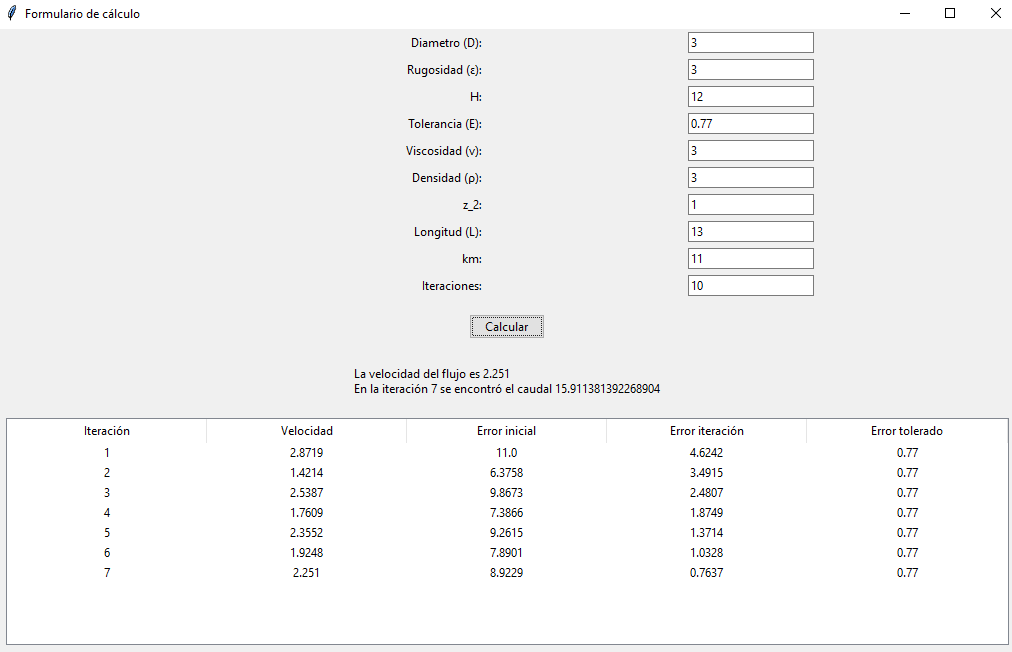 Formulario de cálculo
Diametro (D): 3
Rugosidad (ε): 3
H: 12
Tolerancia (E): 0.77
Viscosidad (ν): 3
Densidad (ρ): 3
z_2: 1
Longitud (L): 13
km: 11
Iteraciones: 10
Calcular
La velocidad del flujo es 2.251
En la iteración 7 se encontró el caudal 15.911381392268904
Iteración Velocidad Error inicial Error iteración Error tolerado
1 2.8719 11.0 4.6242 0.77
2 1.4214 6.3758 3.4915 0.77
3 2.5387 9.8673 2.4807 0.77
4 1.7609 7.3866 1.8749 0.77
5 2.3552 9.2615 1.3714 0.77
6 1.9248 7.8901 1.0328 0.77
7 2.251 8.9229 0.7637 0.77